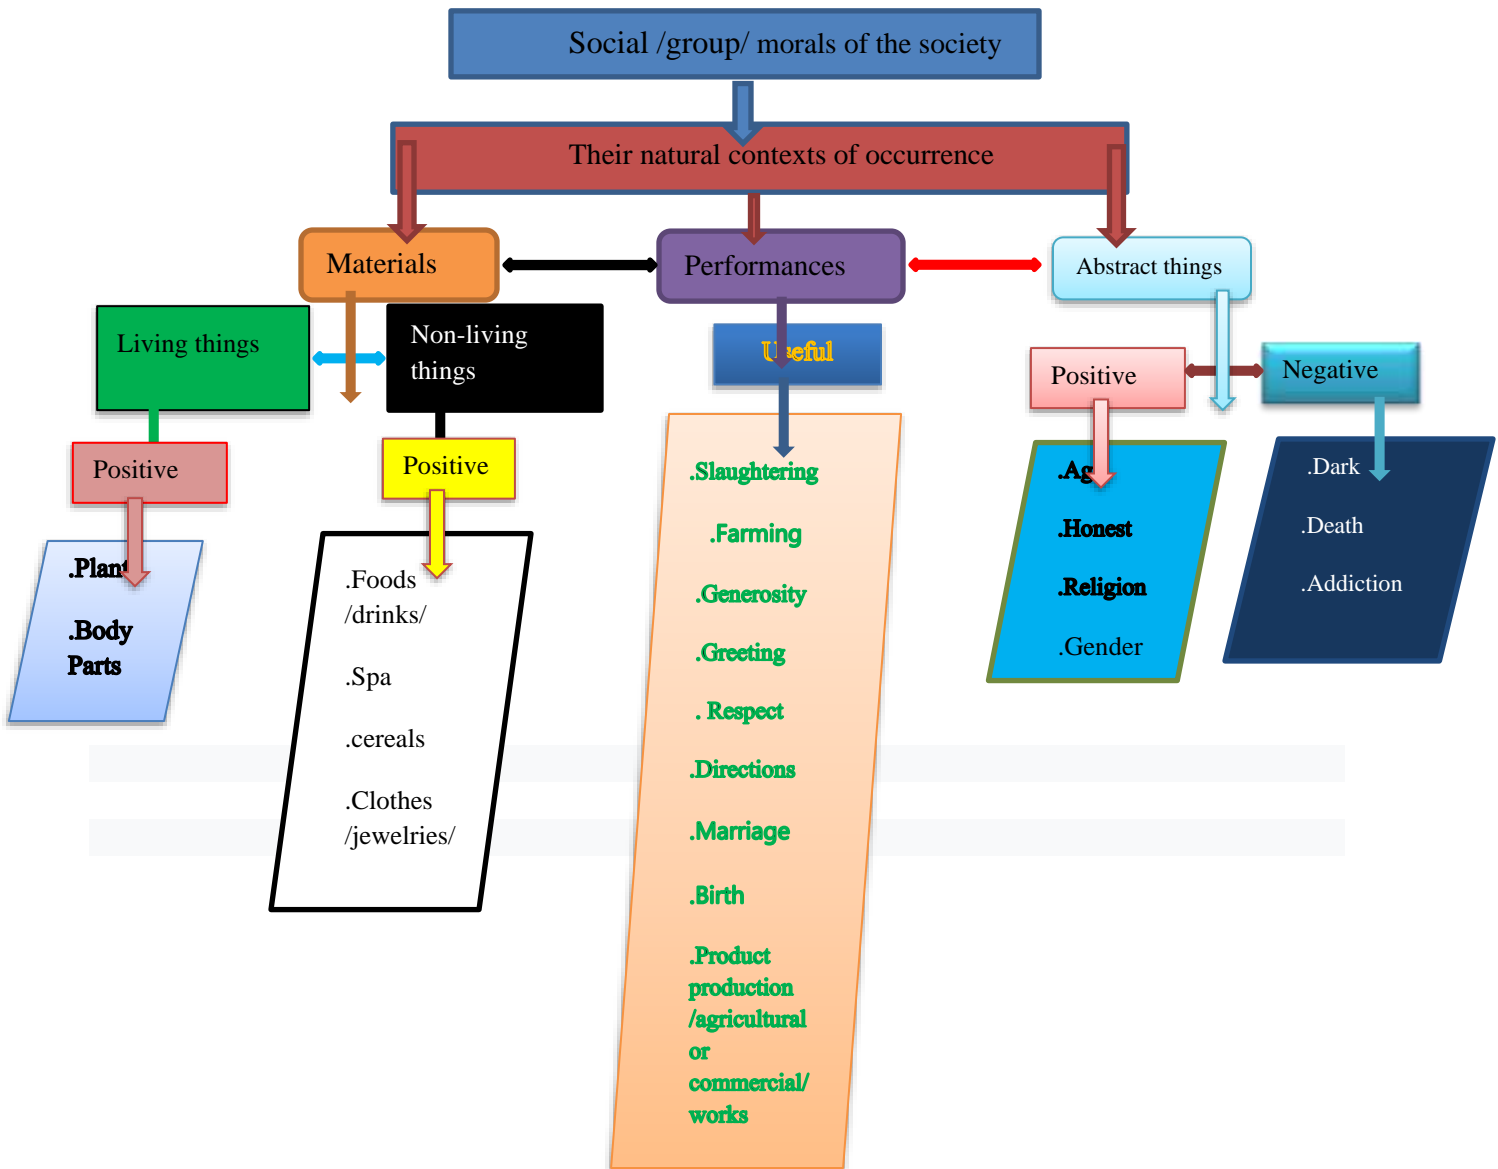 Social /group/ morals of the society
Their natural contexts of occurrence
Materials
Performances
Abstract things
Living things
Non-living
things
Useful
Positive
Negative
Positive
Positive
.Plant
.Body
Parts
.Foods
/drinks/
.Spa
.cereals
.Clothes
/jewelries/
.Slaughtering
.Farming
.Generosity
.Greeting
. Respect
.Directions
.Marriage
.Birth
.Product
production
/agricultural
or
commercial/
works
.Honest
.Religion
.Gender
.Dark
.Death
.Addiction